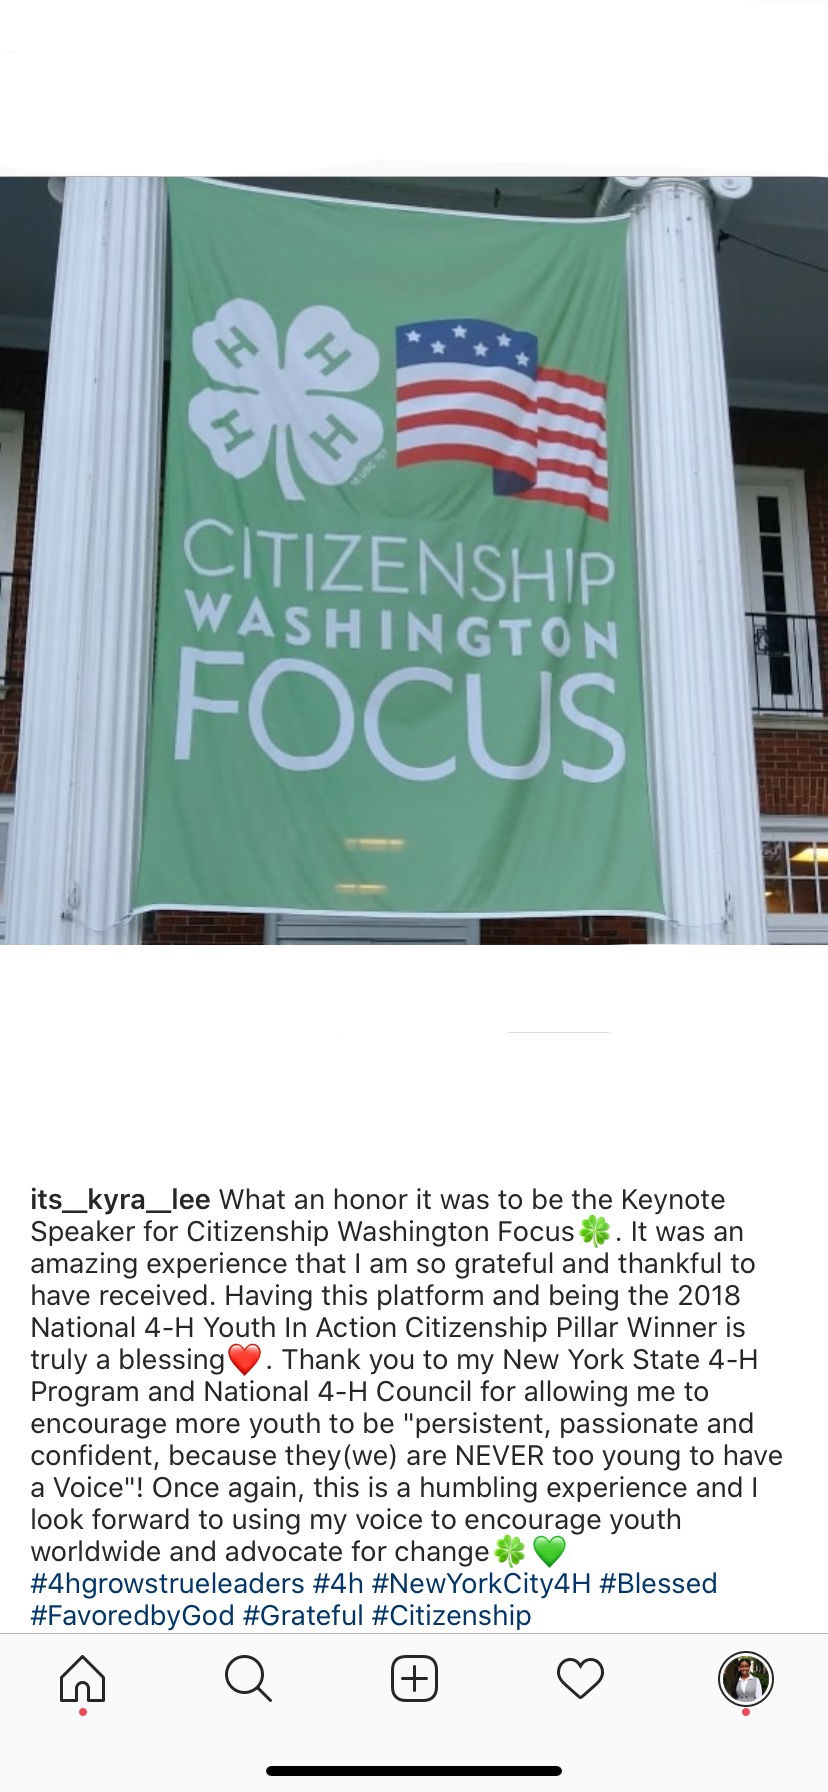 H H
H H
18 USC 707
CITIZENSHIP
WASHINGTON
FOCUS
its__kyra__lee What an honor it was to be the Keynote
Speaker for Citizenship Washington Focus🍀. It was an
amazing experience that I am so grateful and thankful to
have received. Having this platform and being the 2018
National 4-H Youth In Action Citizenship Pillar Winner is
truly a blessing❤️. Thank you to my New York State 4-H
Program and National 4-H Council for allowing me to
encourage more youth to be "persistent, passionate and
confident, because they(we) are NEVER too young to have
a Voice"! Once again, this is a humbling experience and I
look forward to using my voice to encourage youth
worldwide and advocate for change🍀💚
#4hgrowstrueleaders #4h #NewYorkCity4H #Blessed
#FavoredbyGod #Grateful #Citizenship